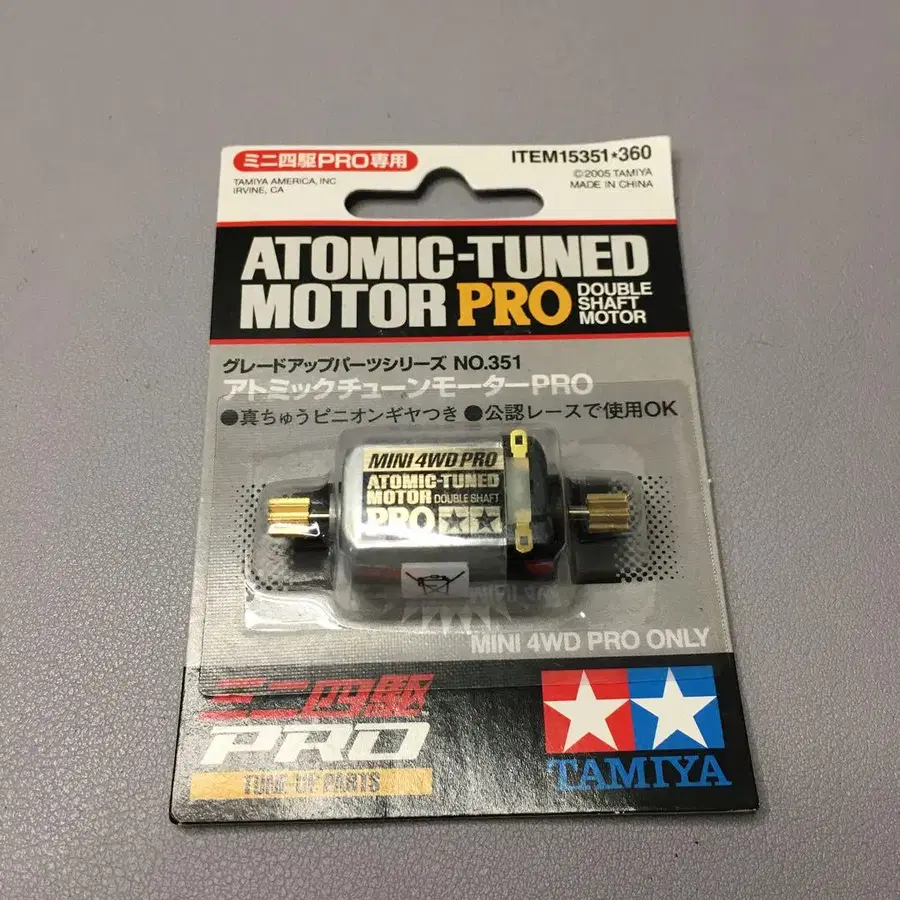 ミニ四駆PRO専用
ITEM15351★360
TAMIYA AMERICA, INC
IRVINE, CA
©2005 TAMIYA
MADE IN CHINA
ATOMIC-TUNED
MOTOR PRO
DOUBLE
SHAFT
MOTOR
グレードアップパーツシリーズ NO.351
アトミックチューンモーターPRO
●真ちゅうピニオンギヤつき ●公認レースで使用OK
MINI 4WD PRO
ATOMIC-TUNED
MOTOR DOUBLE SHAFT
PRO
MINI 4WD PRO ONLY
ミニ四駆
PRO
TUNE-UP PARTS
TAMIYA